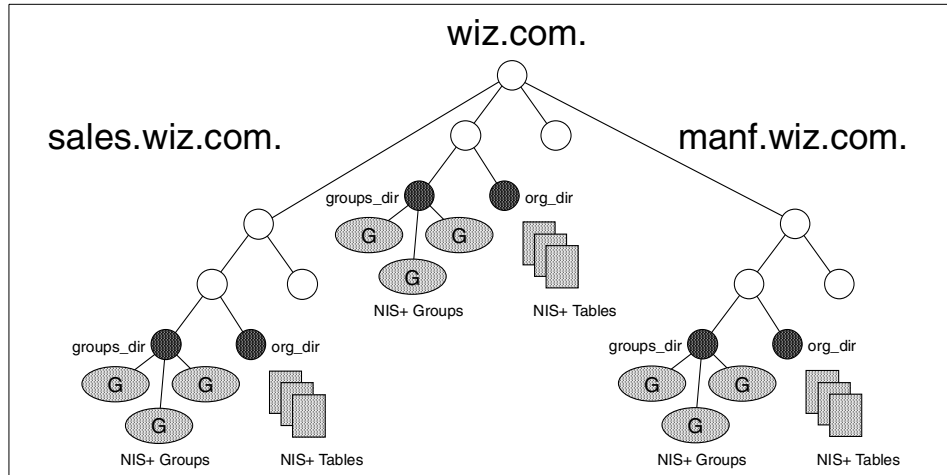 wiz.com.
sales.wiz.com.
manf.wiz.com.
groups_dir
org_dir
G
G
G
NIS+ Groups
NIS+ Tables
groups_dir
org_dir
G
G
G
NIS+ Groups
NIS+ Tables
groups_dir
org_dir
G
G
G
NIS+ Groups
NIS+ Tables